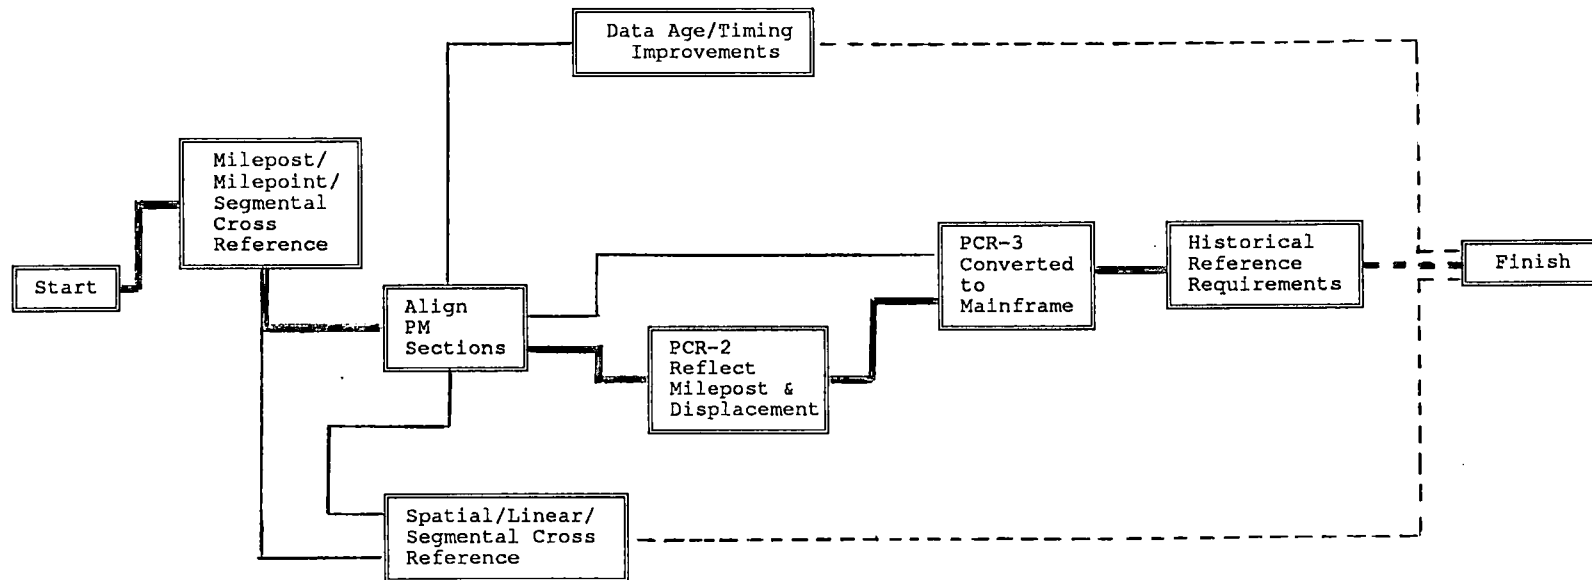 Data Age/Timing
Improvements
Milepost/
Milepoint/
Segmental
Cross
Reference
Start
Align
PM
Sections
PCR-2
Reflect
Milepost &
Displacement
PCR-3
Converted
to
Mainframe
Historical
Reference
Requirements
Finish
Spatial/Linear/
Segmental Cross
Reference